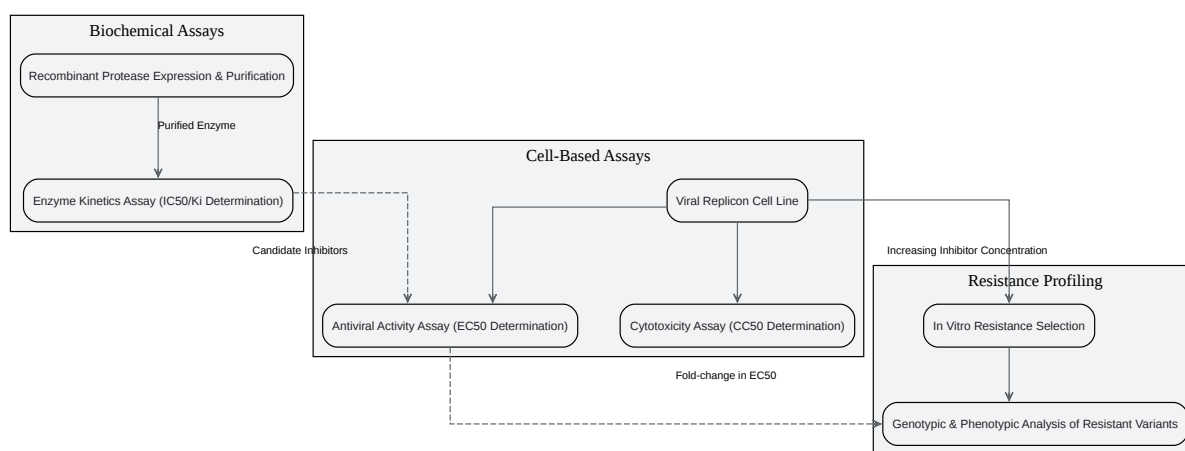 Biochemical Assays
Recombinant Protease Expression & Purification
Purified Enzyme
Enzyme Kinetics Assay (IC50/Ki Determination)
Candidate Inhibitors
Cell-Based Assays
Viral Replicon Cell Line
Antiviral Activity Assay (EC50 Determination)
Cytotoxicity Assay (CC50 Determination)
Fold-change in EC50
Increasing Inhibitor Concentration
Resistance Profiling
In Vitro Resistance Selection
Genotypic & Phenotypic Analysis of Resistant Variants